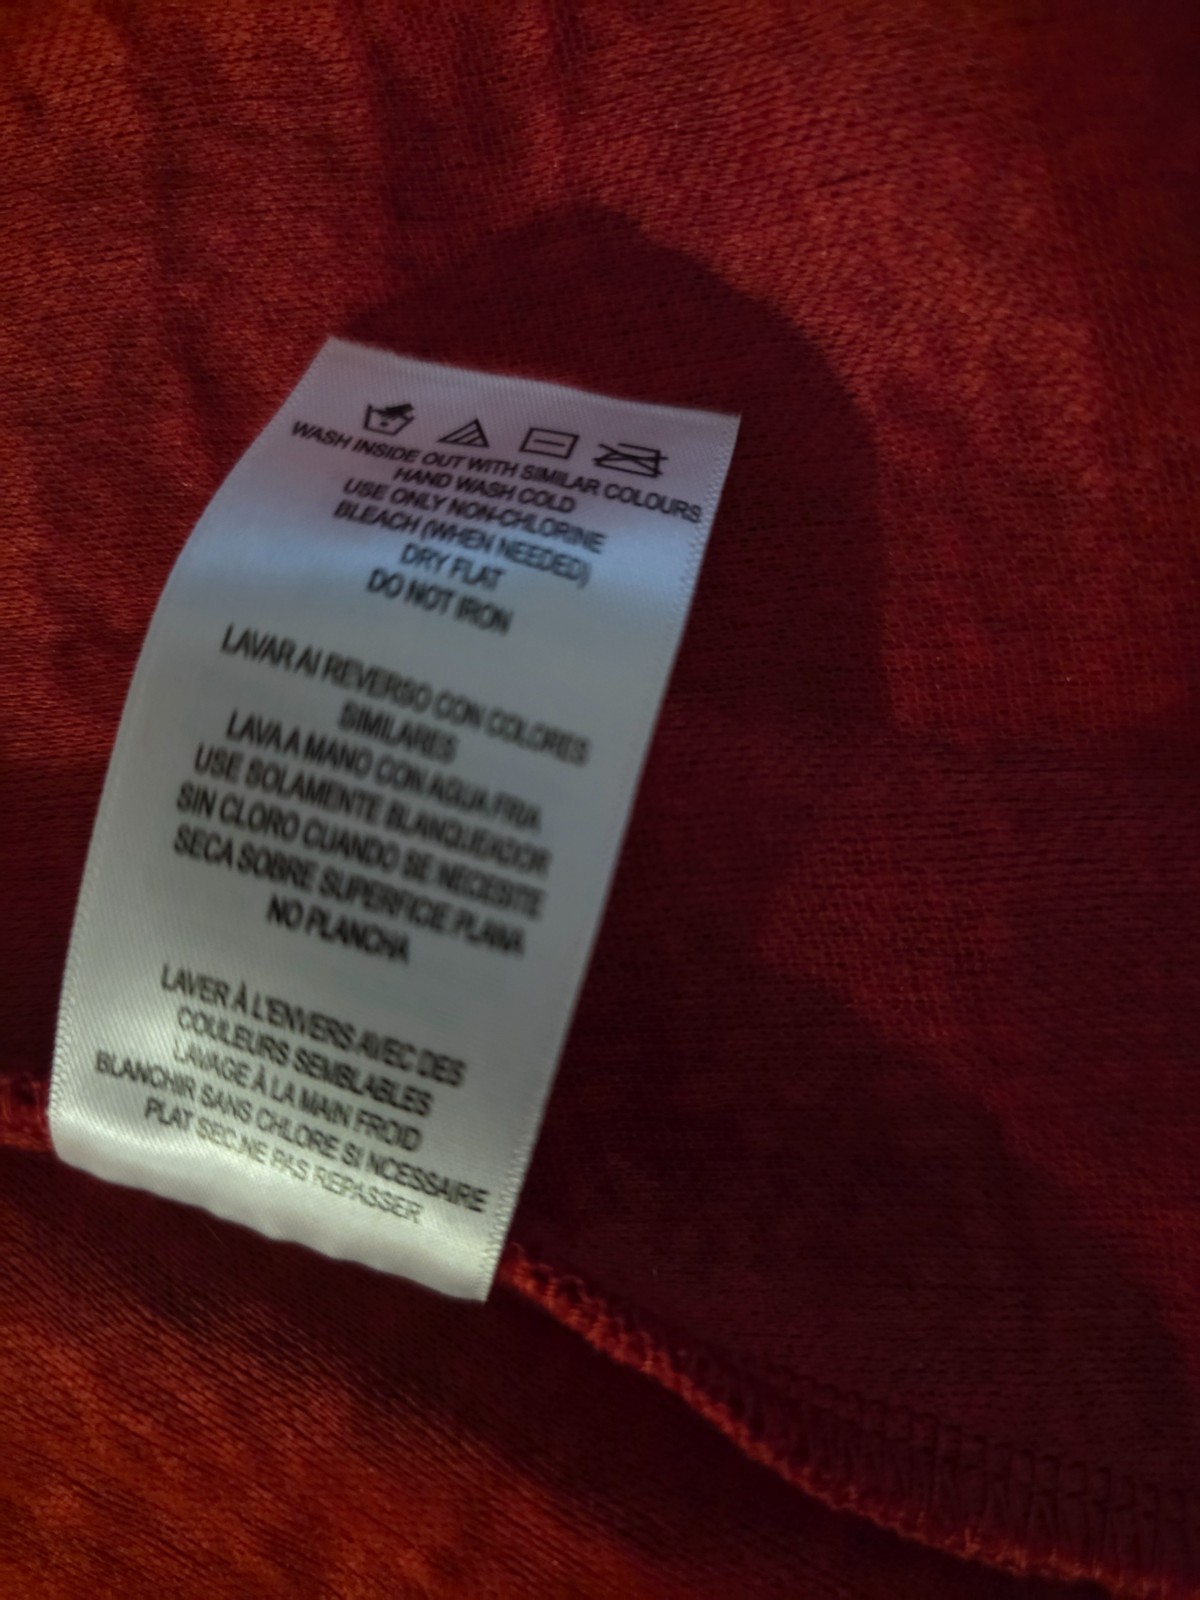 WASH INSIDE OUT WITH SIMILAR COLOURS
HAND WASH COLD
USE ONLY NON-CHLORINE
BLEACH (WHEN NEEDED)
DRY FLAT
DO NOT IRON
LAVAR AI REVERSO CON COLORES
SIMILARES
LAVA A MANO CON AGUA FRIA
USE SOLAMENTE BLANQUEADOR
SIN CLORO CUANDO SE NECESITE
SECA SOBRE SUPERFICIE PLANA
NO PLANCHA
LAVER À L'ENVERS AVEC DES
COULEURS SEMBLABLES
LAVAGE À LA MAIN FROID
BLANCHIR SANS CHLORE SI NCESSAIRE
PLAT SEC.NE PAS REPASSER